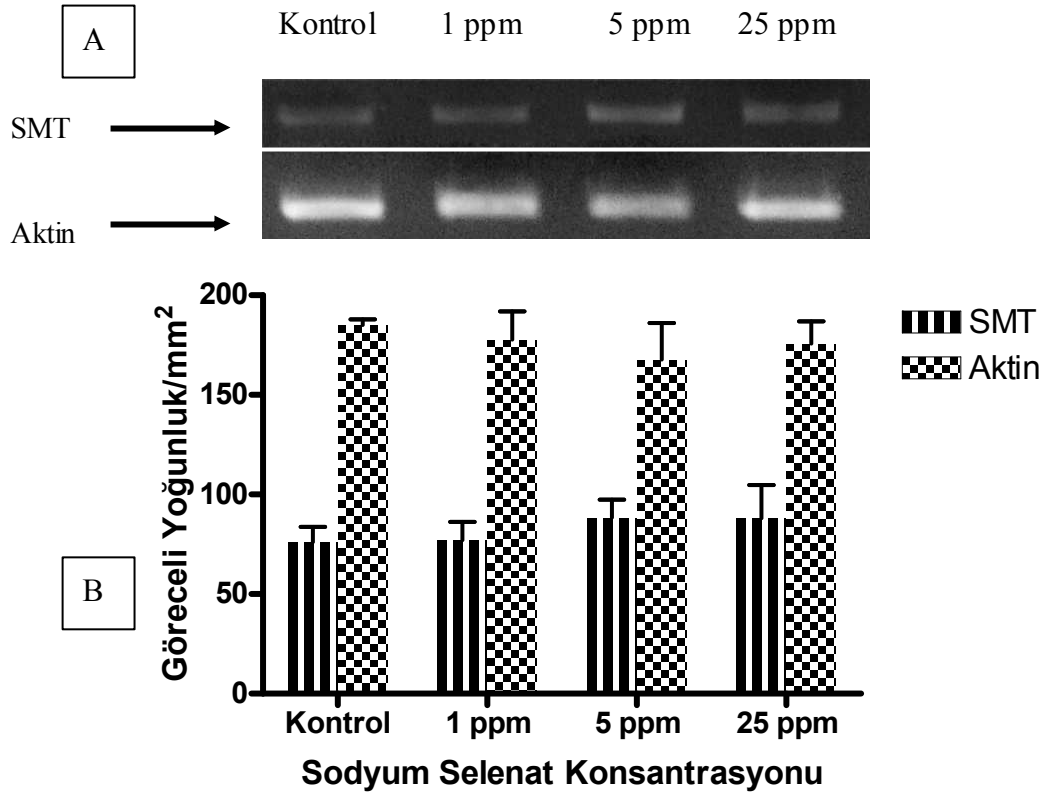 A
Kontrol 1 ppm 5 ppm 25 ppm
SMT
Aktin
B
Göreceli Yoğunluk/mm²
200
150
100
50
0
SMT
Aktin
Kontrol 1 ppm 5 ppm 25 ppm
Sodyum Selenat Konsantrasyonu